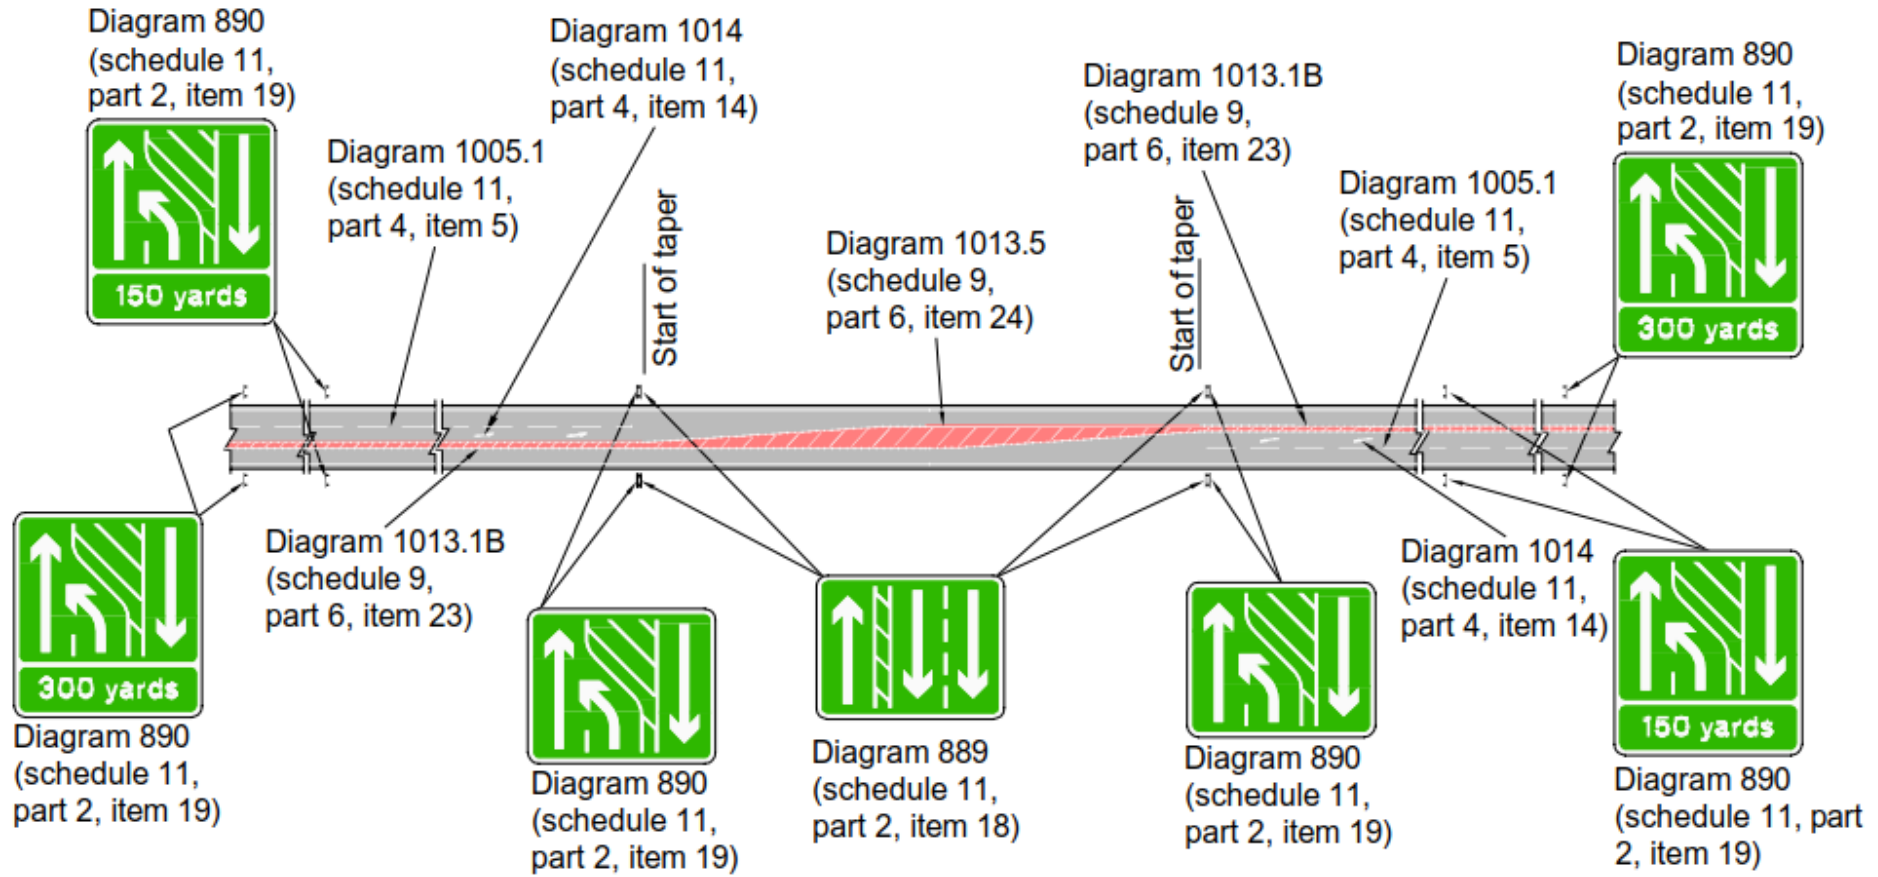 Diagram 890
(schedule 11,
part 2, item 19)
150 yards
Diagram 1005.1
(schedule 11,
part 4, item 5)
Diagram 1014
(schedule 11,
part 4, item 14)
Start of taper
Diagram 1013.5
(schedule 9,
part 6, item 24)
Diagram 1013.1B
(schedule 9,
part 6, item 23)
Start of taper
Diagram 1005.1
(schedule 11,
part 4, item 5)
Diagram 890
(schedule 11,
part 2, item 19)
300 yards
300 yards
Diagram 890
(schedule 11,
part 2, item 19)
Diagram 1013.1B
(schedule 9,
part 6, item 23)
Diagram 890
(schedule 11,
part 2, item 19)
Diagram 889
(schedule 11,
part 2, item 18)
Diagram 890
(schedule 11,
part 2, item 19)
Diagram 1014
(schedule 11,
part 4, item 14)
150 yards
Diagram 890
(schedule 11, part
2, item 19)